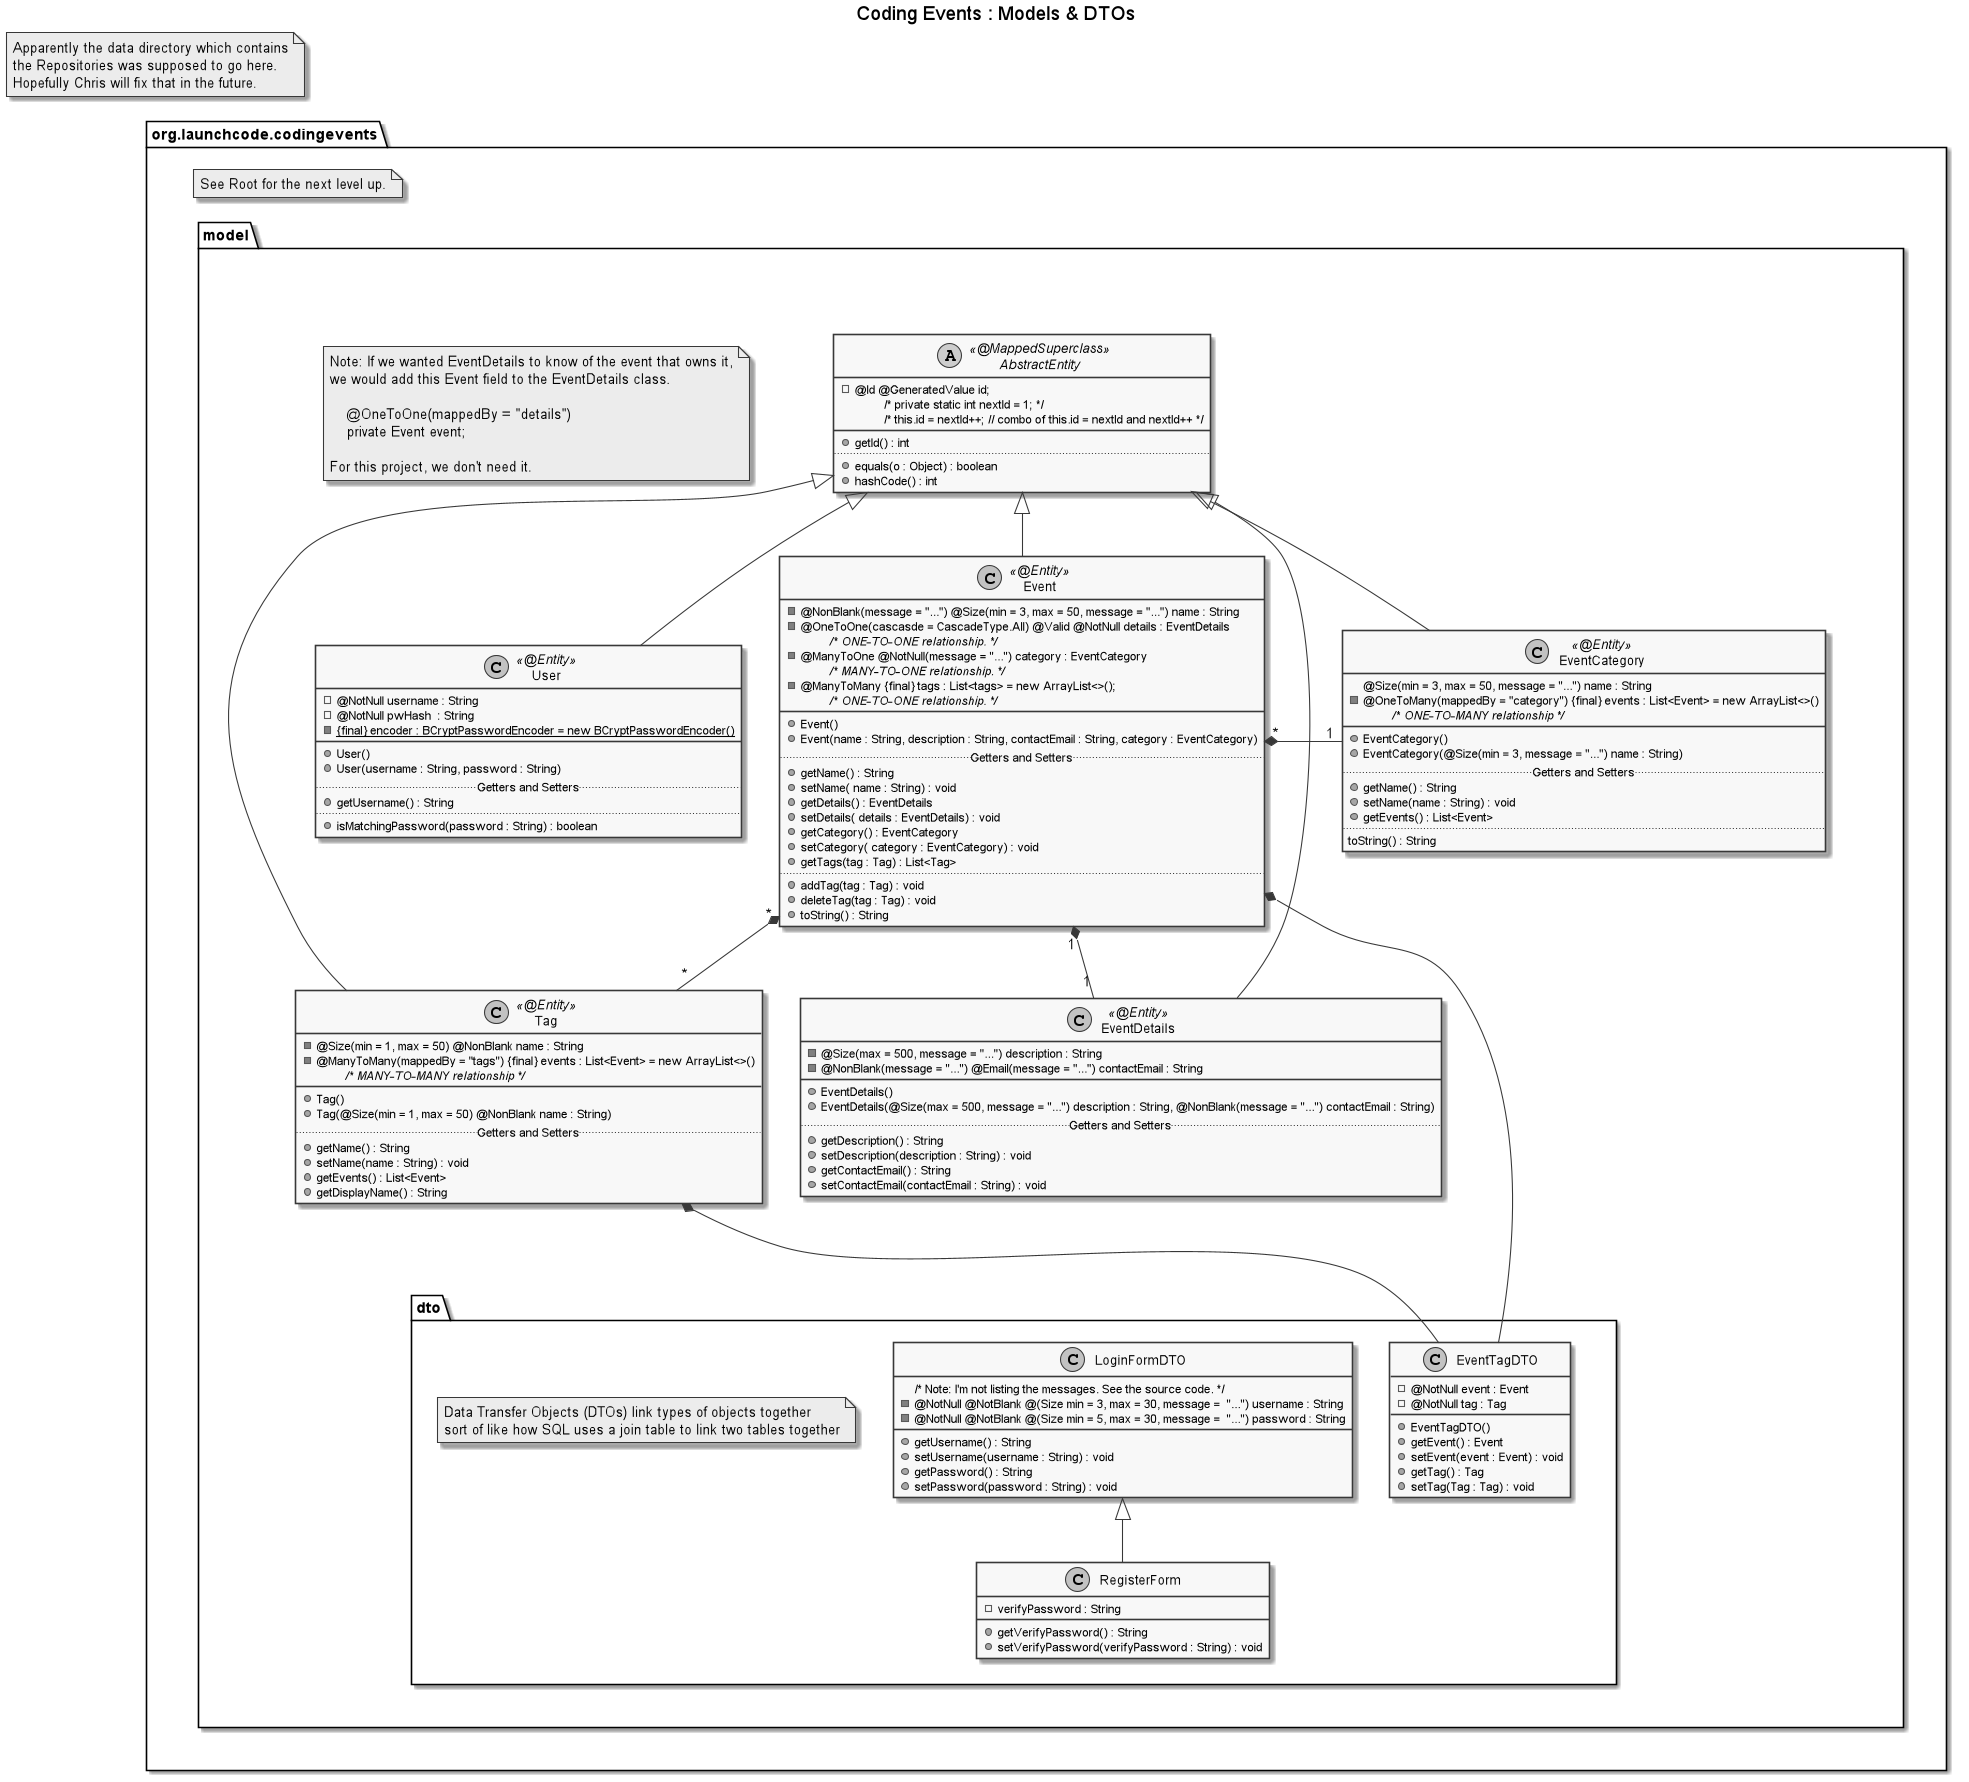 Coding Events : Models & DTOs
Apparently the data directory which contains
the Repositories was supposed to go here.
Hopefully Chris will fix that in the future.
org.launchcode.codingevents
See Root for the next level up.
model
Note: If we wanted EventDetails to know of the event that owns it,
we would add this Event field to the EventDetails class.
@OneToOne(mappedBy = "details")
private Event event;
For this project, we don't need it.
A
«@MappedSuperclass»
AbstractEntity
@Id @GeneratedValue id;
/* private static int nextId = 1; */
/* this.id = nextId++; // combo of this.id = nextId and nextId++ */
getId() : int
equals(o : Object) : boolean
hashCode() : int
C
«@Entity»
Event
@NonBlank(message = "...") @Size(min = 3, max = 50, message = "...") name : String
@OneToOne(cascasde = CascadeType.All) @Valid @NotNull details : EventDetails
/* ONE-TO-ONE relationship. */
@ManyToOne @NotNull(message = "...") category : EventCategory
/* MANY-TO-ONE relationship. */
@ManyToMany {final} tags : List<tags> = new ArrayList<>();
/* ONE-TO-ONE relationship. */
Event()
Event(name : String, description : String, contactEmail : String, category : EventCategory)
Getters and Setters
getName() : String
setName( name : String) : void
getDetails() : EventDetails
setDetails( details : EventDetails) : void
getCategory() : EventCategory
setCategory( category : EventCategory) : void
getTags(tag : Tag) : List<Tag>
addTag(tag : Tag) : void
deleteTag(tag : Tag) : void
toString() : String
C
«@Entity»
User
@NotNull username : String
@NotNull pwHash  : String
{final} encoder : BCryptPasswordEncoder = new BCryptPasswordEncoder()
User()
User(username : String, password : String)
Getters and Setters
getUsername() : String
isMatchingPassword(password : String) : boolean
C
«@Entity»
EventCategory
@Size(min = 3, max = 50, message = "...") name : String
@OneToMany(mappedBy = "category") {final} events : List<Event> = new ArrayList<>()
/* ONE-TO-MANY relationship */
EventCategory()
EventCategory(@Size(min = 3, message = "...") name : String)
Getters and Setters
getName() : String
setName(name : String) : void
getEvents() : List<Event>
toString() : String
* 1
*
*
1
1
C
«@Entity»
Tag
@Size(min = 1, max = 50) @NonBlank name : String
@ManyToMany(mappedBy = "tags") {final} events : List<Event> = new ArrayList<>()
/* MANY-TO-MANY relationship */
Tag()
Tag(@Size(min = 1, max = 50) @NonBlank name : String)
Getters and Setters
getName() : String
setName(name : String) : void
getEvents() : List<Event>
getDisplayName() : String
C
«@Entity»
EventDetails
@Size(max = 500, message = "...") description : String
@NonBlank(message = "...") @Email(message = "...") contactEmail : String
EventDetails()
EventDetails(@Size(max = 500, message = "...") description : String, @NonBlank(message = "...") contactEmail : String)
Getters and Setters
getDescription() : String
setDescription(description : String) : void
getContactEmail() : String
setContactEmail(contactEmail : String) : void
dto
Data Transfer Objects (DTOs) link types of objects together
sort of like how SQL uses a join table to link two tables together
C LoginFormDTO
/* Note: I'm not listing the messages. See the source code. */
@NotNull @NotBlank @(Size min = 3, max = 30, message =  "...") username : String
@NotNull @NotBlank @(Size min = 5, max = 30, message =  "...") password : String
getUsername() : String
setUsername(username : String) : void
getPassword() : String
setPassword(password : String) : void
C EventTagDTO
@NotNull event : Event
@NotNull tag : Tag
EventTagDTO()
getEvent() : Event
setEvent(event : Event) : void
getTag() : Tag
setTag(Tag : Tag) : void
C RegisterForm
verifyPassword : String
getVerifyPassword() : String
setVerifyPassword(verifyPassword : String) : void